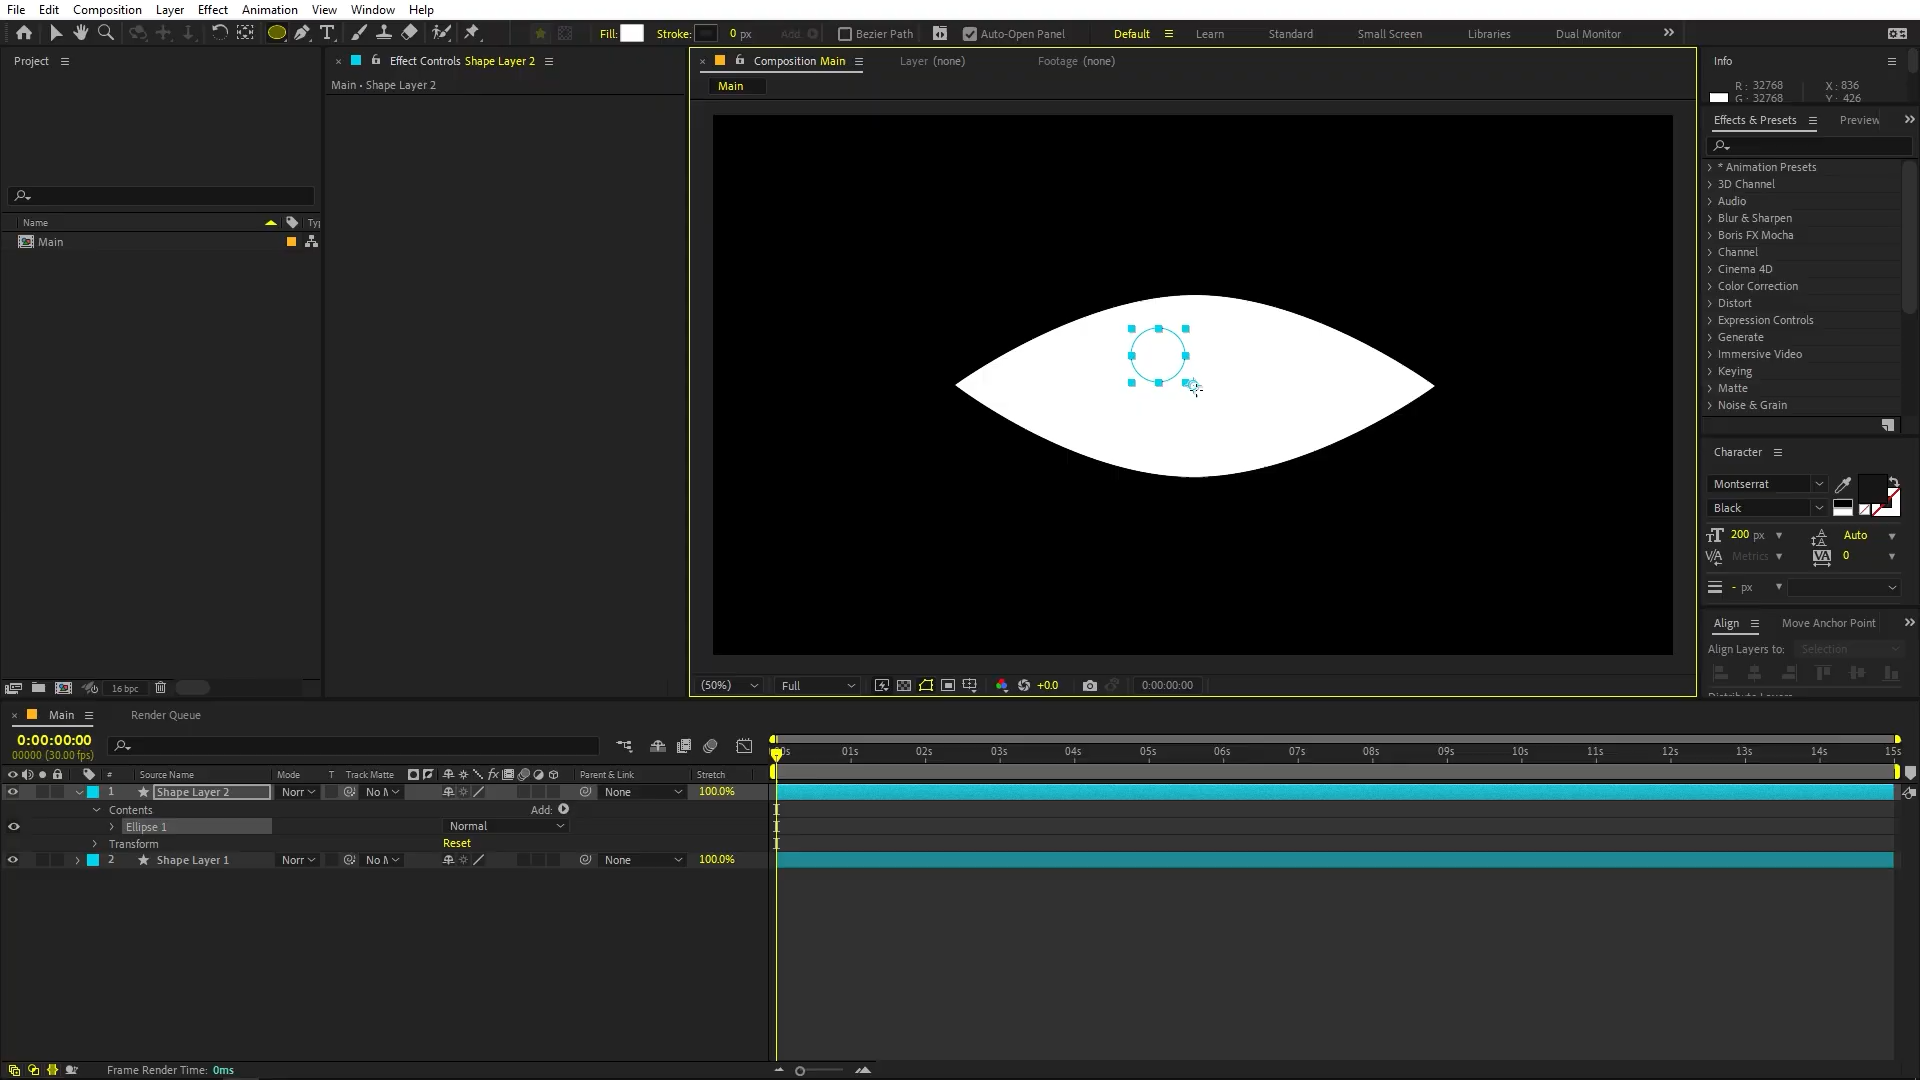 File Edit Composition Layer Effect Animation View Window Help
Fill: Stroke: 0 px Add: Bezier Path Auto-Open Panel Default Learn Standard Small Screen Libraries Dual Monitor
Project
Effect Controls Shape Layer 2
Main • Shape Layer 2
Composition Main
Layer (none)
Footage (none)
Main
Info
R: 32768 X: 836
G: 32768 Y: 426
Effects & Presets Preview
* Animation Presets
3D Channel
Audio
Blur & Sharpen
Boris FX Mocha
Channel
Cinema 4D
Color Correction
Distort
Expression Controls
Generate
Immersive Video
Keying
Matte
Noise & Grain
Name Ty
Main
Character
Montserrat
Black
200 px Auto
Metrics 0
- px
Align Move Anchor Point
Align Layers to: Selection
16 bpc
(50%) Full +0.0 0:00:00:00
Main Render Queue
0:00:00:00
00000 (30.00 fps)
# Source Name Mode T Track Matte fx Parent & Link Stretch
1 Shape Layer 2 Norr No None 100.0%
Contents Add:
Ellipse 1 Normal
Transform Reset
2 Shape Layer 1 Norr No None 100.0%
00s 01s 02s 03s 04s 05s 06s 07s 08s 09s 10s 11s 12s 13s 14s 15s
Frame Render Time: 0ms